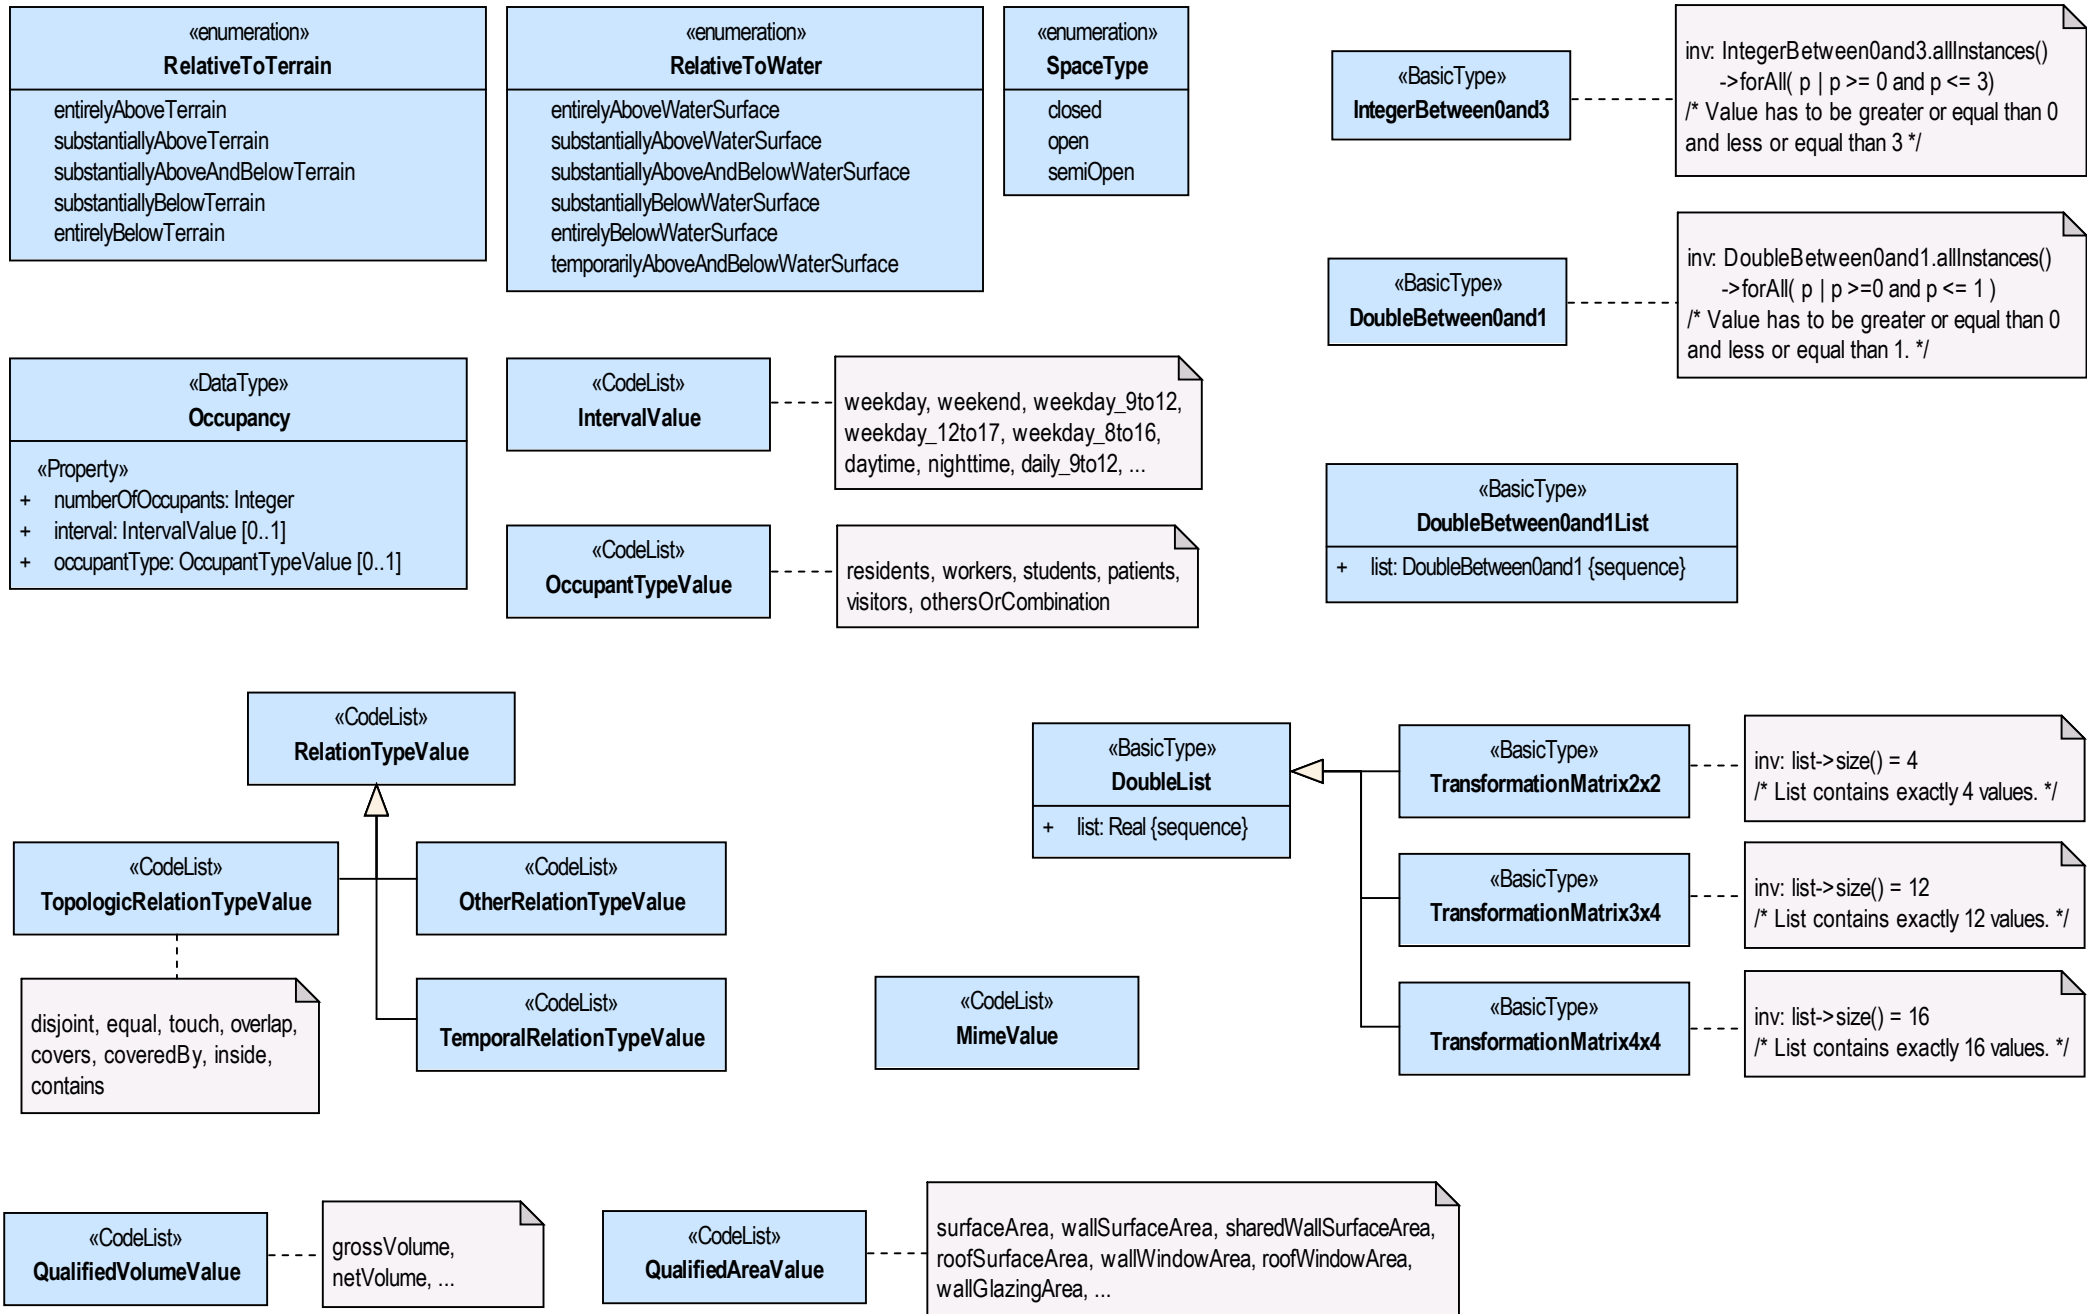 «enumeration»
RelativeToTerrain
entirelyAboveTerrain
substantiallyAboveTerrain
substantiallyAboveAndBelowTerrain
substantiallyBelowTerrain
entirelyBelowTerrain
«enumeration»
RelativeToWater
entirelyAboveWaterSurface
substantiallyAboveWaterSurface
substantiallyAboveAndBelowWaterSurface
substantiallyBelowWaterSurface
entirelyBelowWaterSurface
temporarilyAboveAndBelowWaterSurface
«enumeration»
SpaceType
closed
open
semiOpen
«BasicType»
IntegerBetween0and3
inv: IntegerBetween0and3.allInstances()
->forAll( p | p >= 0 and p <= 3)
/* Value has to be greater or equal than 0
and less or equal than 3 */
«BasicType»
DoubleBetween0and1
inv: DoubleBetween0and1.allInstances()
->forAll( p | p >=0 and p <= 1 )
/* Value has to be greater or equal than 0
and less or equal than 1. */
«DataType»
Occupancy
«Property»
+ numberOfOccupants: Integer
+ interval: IntervalValue [0..1]
+ occupantType: OccupantTypeValue [0..1]
«CodeList»
IntervalValue
weekday, weekend, weekday_9to12,
weekday_12to17, weekday_8to16,
daytime, nighttime, daily_9to12, ...
«CodeList»
OccupantTypeValue
residents, workers, students, patients,
visitors, othersOrCombination
«BasicType»
DoubleBetween0and1List
+ list: DoubleBetween0and1 {sequence}
«CodeList»
RelationTypeValue
«CodeList»
TopologicRelationTypeValue
«CodeList»
OtherRelationTypeValue
disjoint, equal, touch, overlap,
covers, coveredBy, inside,
contains
«CodeList»
TemporalRelationTypeValue
«CodeList»
MimeValue
«BasicType»
DoubleList
+ list: Real {sequence}
«BasicType»
TransformationMatrix2x2
inv: list->size() = 4
/* List contains exactly 4 values. */
«BasicType»
TransformationMatrix3x4
inv: list->size() = 12
/* List contains exactly 12 values. */
«BasicType»
TransformationMatrix4x4
inv: list->size() = 16
/* List contains exactly 16 values. */
«CodeList»
QualifiedVolumeValue
grossVolume,
netVolume, ...
«CodeList»
QualifiedAreaValue
surfaceArea, wallSurfaceArea, sharedWallSurfaceArea,
roofSurfaceArea, wallWindowArea, roofWindowArea,
wallGlazingArea, ...